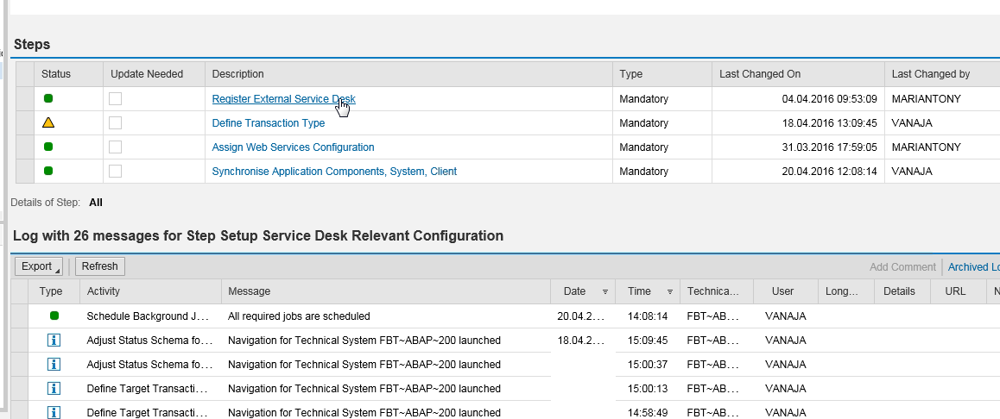 Steps
Status Update Needed Description Type Last Changed On Last Changed by
Register External Service Desk Mandatory 04.04.2016 09:53:09 MARIANTONY
Define Transaction Type Mandatory 18.04.2016 13:09:45 VANAJA
Assign Web Services Configuration Mandatory 31.03.2016 17:59:05 MARIANTONY
Synchronise Application Components, System, Client Mandatory 20.04.2016 12:08:14 VANAJA
Details of Step: All
Log with 26 messages for Step Setup Service Desk Relevant Configuration
Export Refresh Add Comment Archived Lo
Type Activity Message Date Time Technica... User Long... Details URL N
Schedule Background J... All required jobs are scheduled 20.04.2... 14:08:14 FBT~AB... VANAJA
i Adjust Status Schema fo... Navigation for Technical System FBT~ABAP~200 launched 18.04.2... 15:09:45 FBT~AB... VANAJA
i Adjust Status Schema fo... Navigation for Technical System FBT~ABAP~200 launched 15:00:37 FBT~AB... VANAJA
i Define Target Transacti... Navigation for Technical System FBT~ABAP~200 launched 15:00:13 FBT~AB... VANAJA
i Define Target Transacti... Navigation for Technical System FBT~ABAP~200 launched 14:58:49 FBT~AB... VANAJA